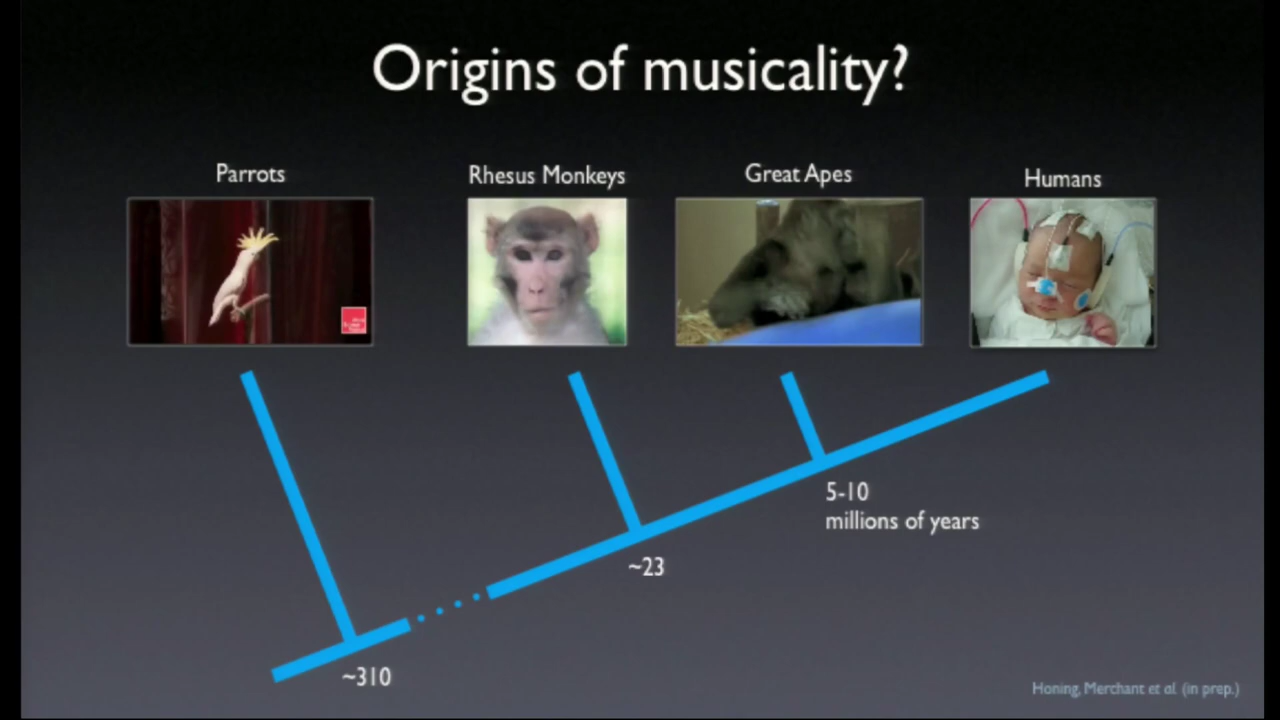 Origins of musicality?
Parrots
Rhesus Monkeys
Great Apes
Humans
5-10
millions of years
~23
~310
Honing, Merchant et al. (in prep.)